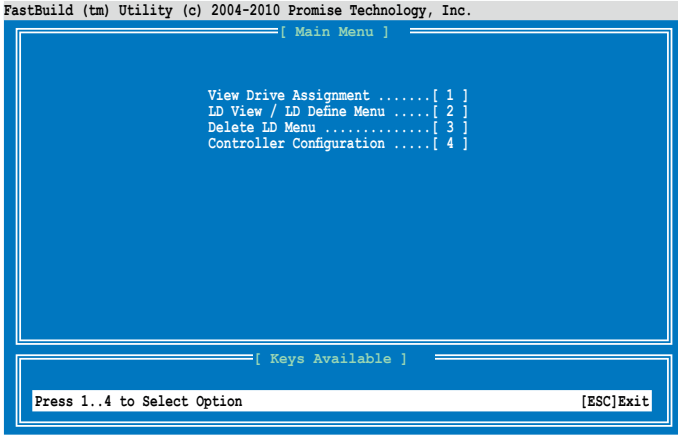 FastBuild (tm) Utility (c) 2004-2010 Promise Technology, Inc.
[ Main Menu ]
View Drive Assignment .......[ 1 ]
LD View / LD Define Menu .....[ 2 ]
Delete LD Menu ..............[ 3 ]
Controller Configuration .....[ 4 ]
[ Keys Available ]
Press 1..4 to Select Option [ESC]Exit